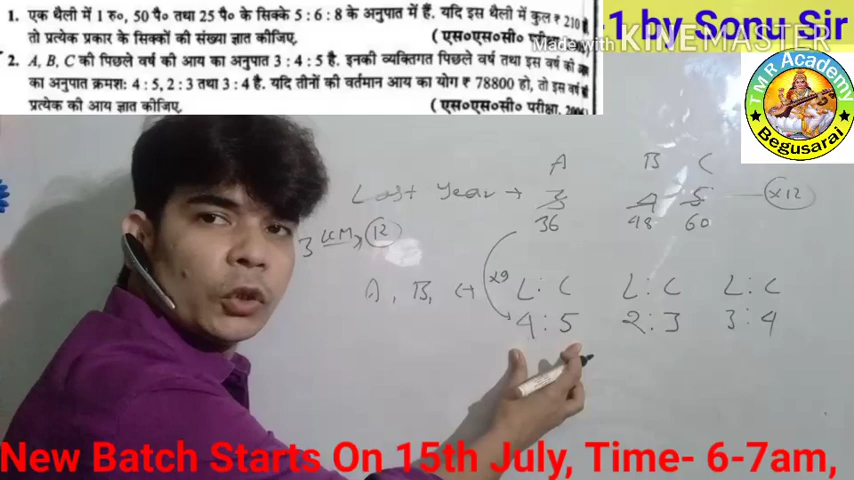 1. एक थैली में 1 रु०, 50 पै० तथा 25 पै० के सिक्के 5 : 6 : 8 के अनुपात में हैं. यदि इस थैली में कुल ₹ 210
तो प्रत्येक प्रकार के सिक्कों की संख्या ज्ञात कीजिए. (एस०एस०सी० परीक्षा,
2. A, B, C की पिछले वर्ष की आय का अनुपात 3 : 4 : 5 है. इनकी व्यक्तिगत पिछले वर्ष तथा इस वर्ष की
का अनुपात क्रमशः 4 : 5, 2 : 3 तथा 3 : 4 है. यदि तीनों की वर्तमान आय का योग ₹ 78800 हो, तो इस वर्ष
प्रत्येक की आय ज्ञात कीजिए. (एस०एस०सी० परीक्षा,
1 by Sonu Sir
Made with KINEMASTER
T M R Academy
Begusarai
A B C
Last Year → 3 4 5 ×12
36 48 60
3 LCM 12
A, B, C → ×9 L : C L : C L : C
4 : 5 2 : 3 3 : 4
New Batch Starts On 15th July, Time- 6-7am,